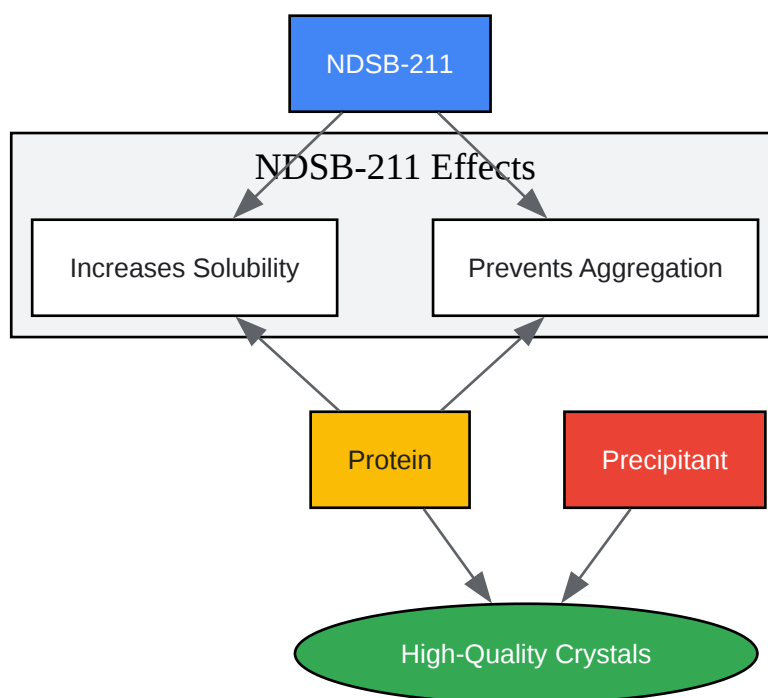 NDSB-211
NDSB-211 Effects
Increases Solubility
Prevents Aggregation
Protein
Precipitant
High-Quality Crystals